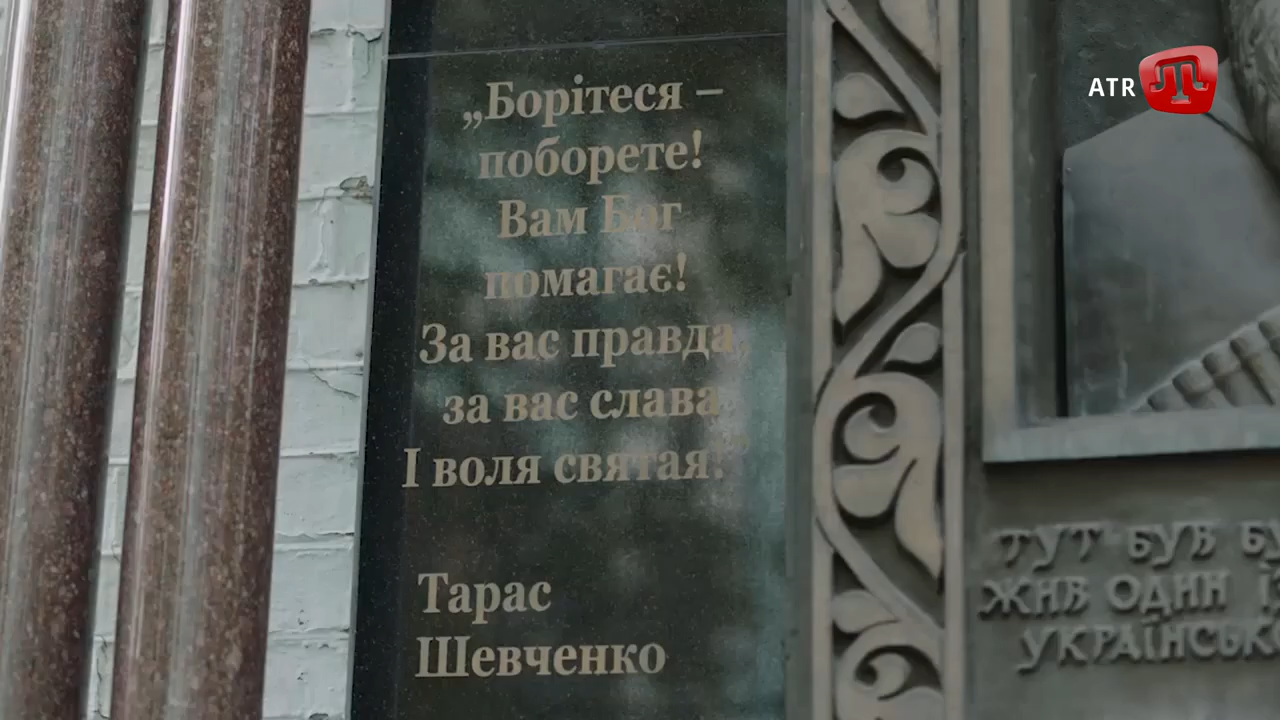 „Борітеся –
поборете!
Вам Бог
помагає!
За вас правда,
за вас слава
І воля святая!”
Тарас
Шевченко
ATR
ТУТ БУВ
ЖИВ ОДИН